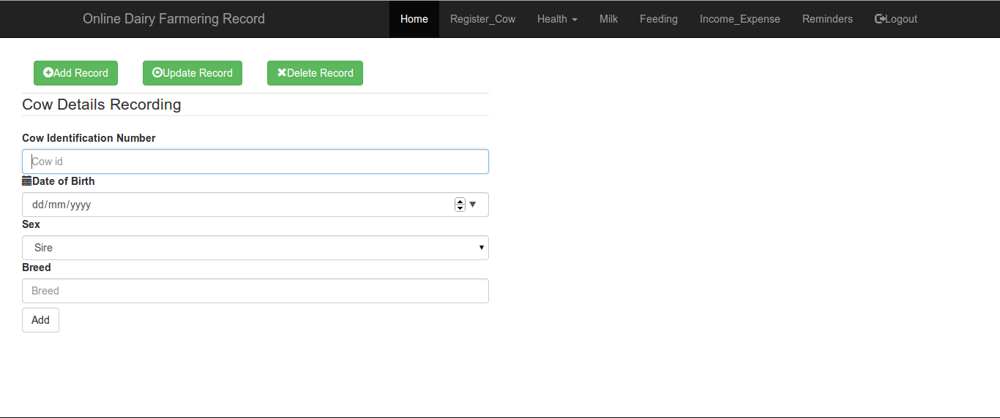 Online Dairy Farmering Record Home Register_Cow Health Milk Feeding Income_Expense Reminders Logout
Add Record Update Record Delete Record
Cow Details Recording
Cow Identification Number
Cow id
Date of Birth
dd/mm/yyyy
Sex
Sire
Breed
Breed
Add